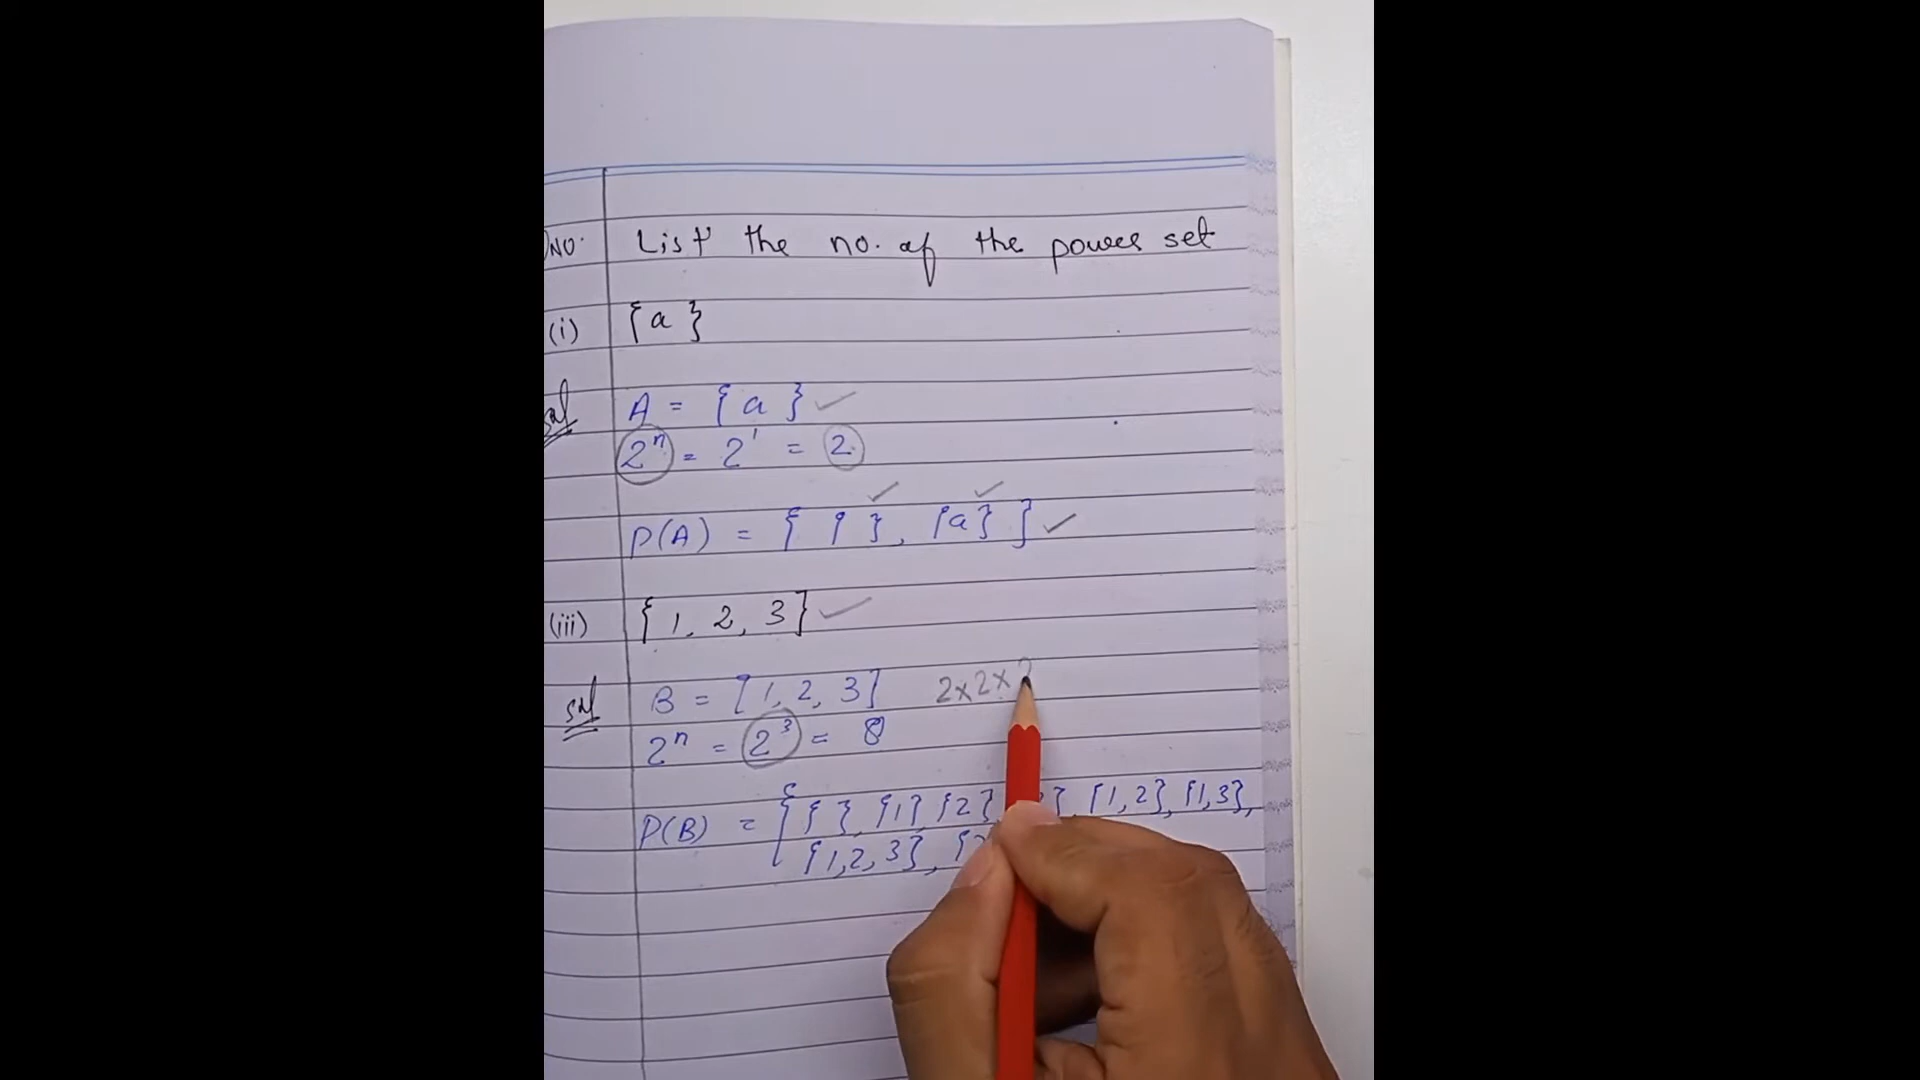 NO. List the no. of the power set
(i) {a}
sol A = {a} ✓
2ⁿ = 2¹ = 2.
P(A) = { { }, {a} } ✓
(iii) {1, 2, 3} ✓
sol B = {1, 2, 3} 2×2×
2ⁿ = 2³ = 8
P(B) = { { }, {1} {2}, }, {1,2}, {1,3},
{1,2,3}, {